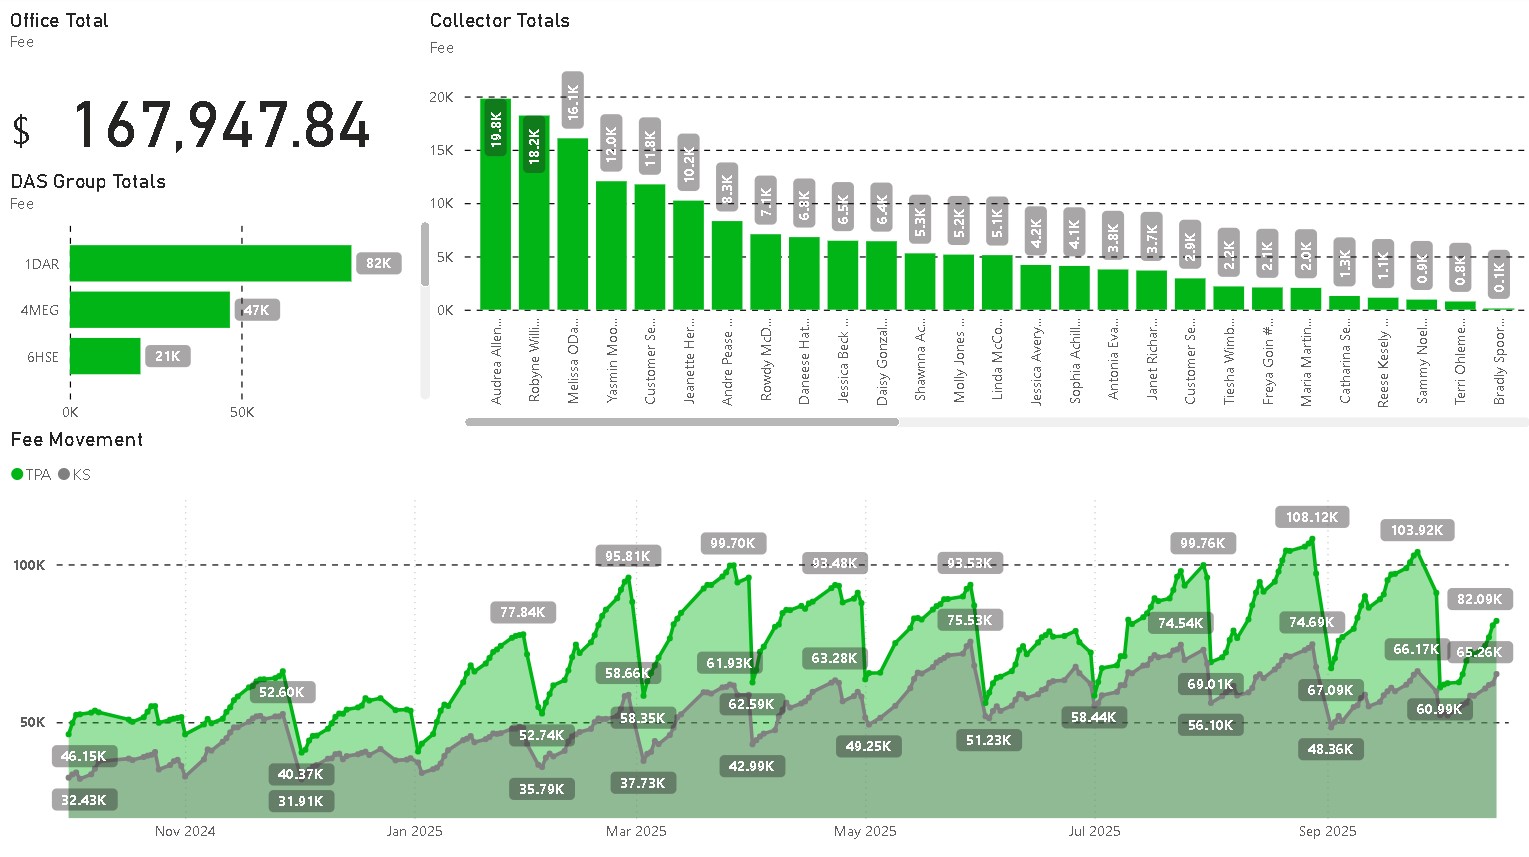 Office Total
Fee
$ 167,947.84
DAS Group Totals
Fee
1DAR 82K
4MEG 47K
6HSE 21K
0K 50K
Collector Totals
Fee
20K
15K
10K
5K
0K
19.8K 18.2K 16.1K 12.0K 11.8K 10.2K 8.3K 7.1K 6.8K 6.5K 6.4K 5.3K 5.2K 5.1K 4.2K 4.1K 3.8K 3.7K 2.9K 2.2K 2.1K 2.0K 1.3K 1.1K 0.9K 0.8K 0.1K
Audrea Allen...
Robyne Willi...
Melissa ODa...
Yasmin Moo...
Customer Se...
Jeanette Her...
Andre Pease ...
Rowdy McD...
Daneese Hat...
Jessica Beck ...
Daisy Gonzal...
Shawnna Ac...
Molly Jones ...
Linda McCo...
Jessica Avery...
Sophia Achill...
Antonia Eva...
Janet Richar...
Customer Se...
Tiesha Wimb...
Freya Goin #...
Maria Martin...
Catharina Se...
Reese Kesely ...
Sammy Noel...
Terri Ohleme...
Bradly Spoor...
Fee Movement
TPA KS
100K
50K
46.15K
32.43K
52.60K
40.37K
31.91K
77.84K
52.74K
35.79K
95.81K
58.66K
58.35K
37.73K
99.70K
61.93K
62.59K
42.99K
93.48K
63.28K
49.25K
93.53K
75.53K
51.23K
58.44K
99.76K
74.54K
69.01K
56.10K
108.12K
74.69K
67.09K
48.36K
103.92K
66.17K
60.99K
82.09K
65.26K
Nov 2024 Jan 2025 Mar 2025 May 2025 Jul 2025 Sep 2025